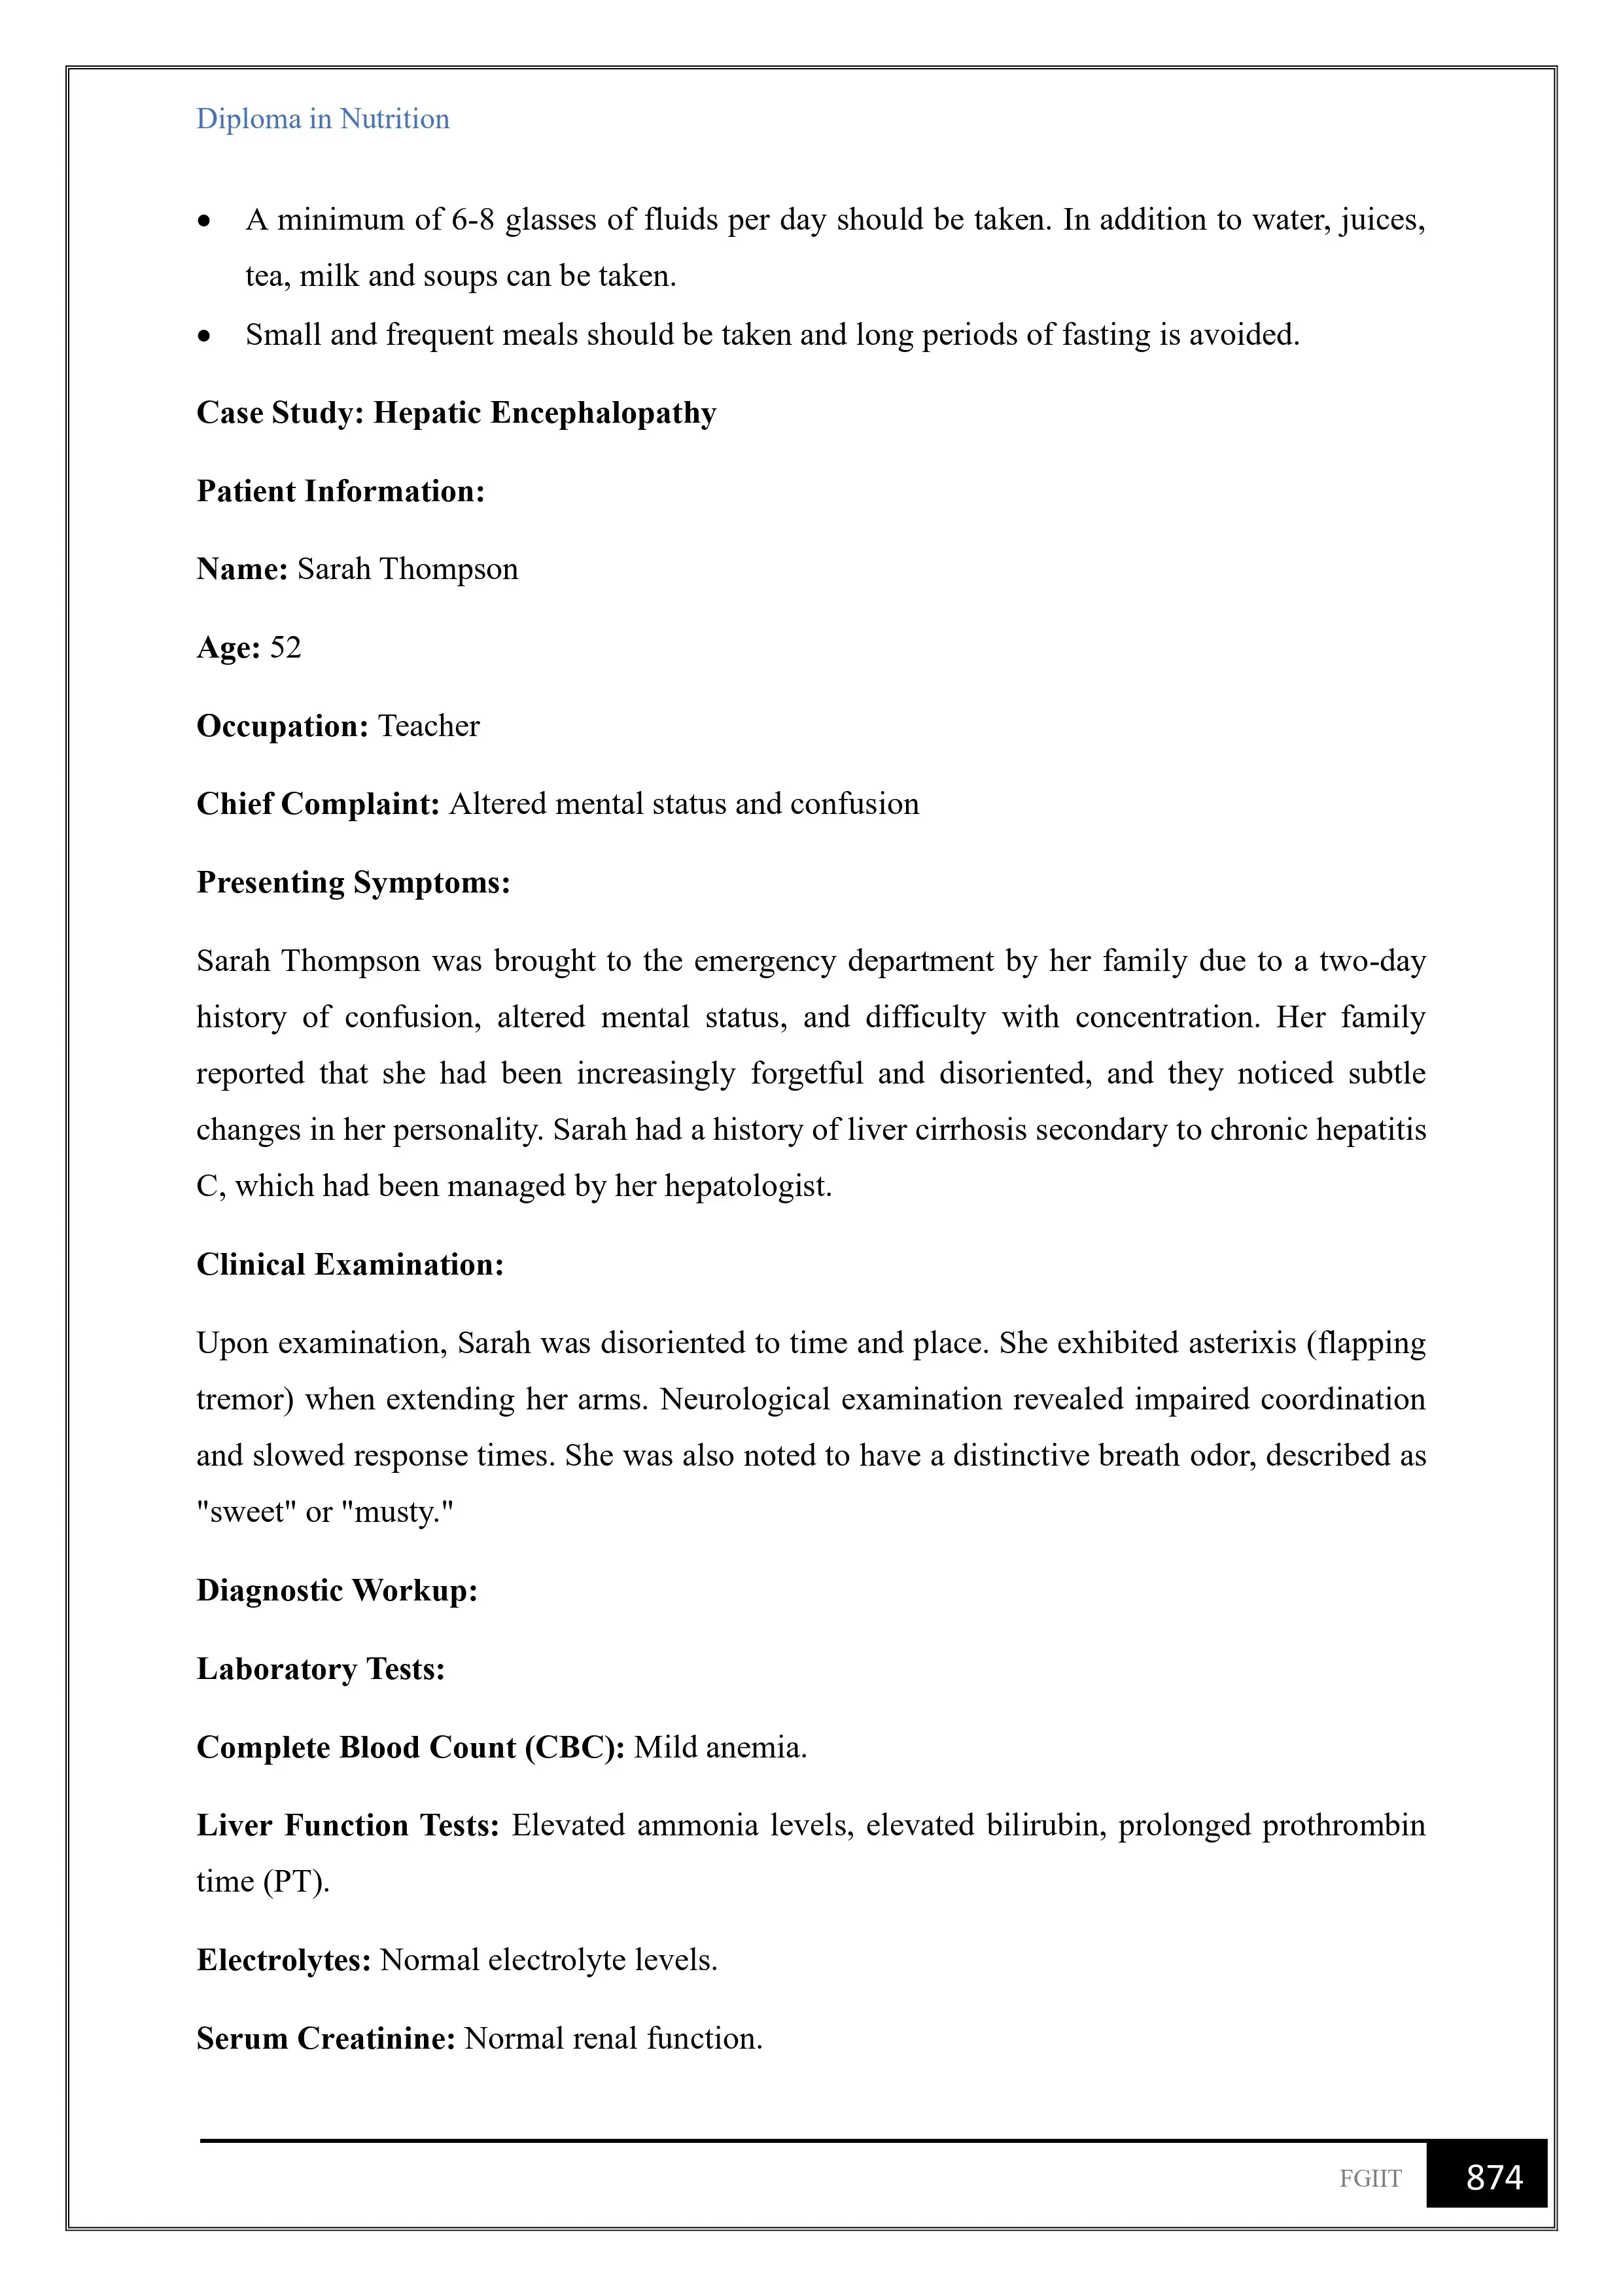 Diploma in Nutrition
• A minimum of 6-8 glasses of fluids per day should be taken. In addition to water, juices,
tea, milk and soups can be taken.
• Small and frequent meals should be taken and long periods of fasting is avoided.
Case Study: Hepatic Encephalopathy
Patient Information:
Name: Sarah Thompson
Age: 52
Occupation: Teacher
Chief Complaint: Altered mental status and confusion
Presenting Symptoms:
Sarah Thompson was brought to the emergency department by her family due to a two-day
history of confusion, altered mental status, and difficulty with concentration. Her family
reported that she had been increasingly forgetful and disoriented, and they noticed subtle
changes in her personality. Sarah had a history of liver cirrhosis secondary to chronic hepatitis
C, which had been managed by her hepatologist.
Clinical Examination:
Upon examination, Sarah was disoriented to time and place. She exhibited asterixis (flapping
tremor) when extending her arms. Neurological examination revealed impaired coordination
and slowed response times. She was also noted to have a distinctive breath odor, described as
"sweet" or "musty."
Diagnostic Workup:
Laboratory Tests:
Complete Blood Count (CBC): Mild anemia.
Liver Function Tests: Elevated ammonia levels, elevated bilirubin, prolonged prothrombin
time (PT).
Electrolytes: Normal electrolyte levels.
Serum Creatinine: Normal renal function.
FGIIT 874